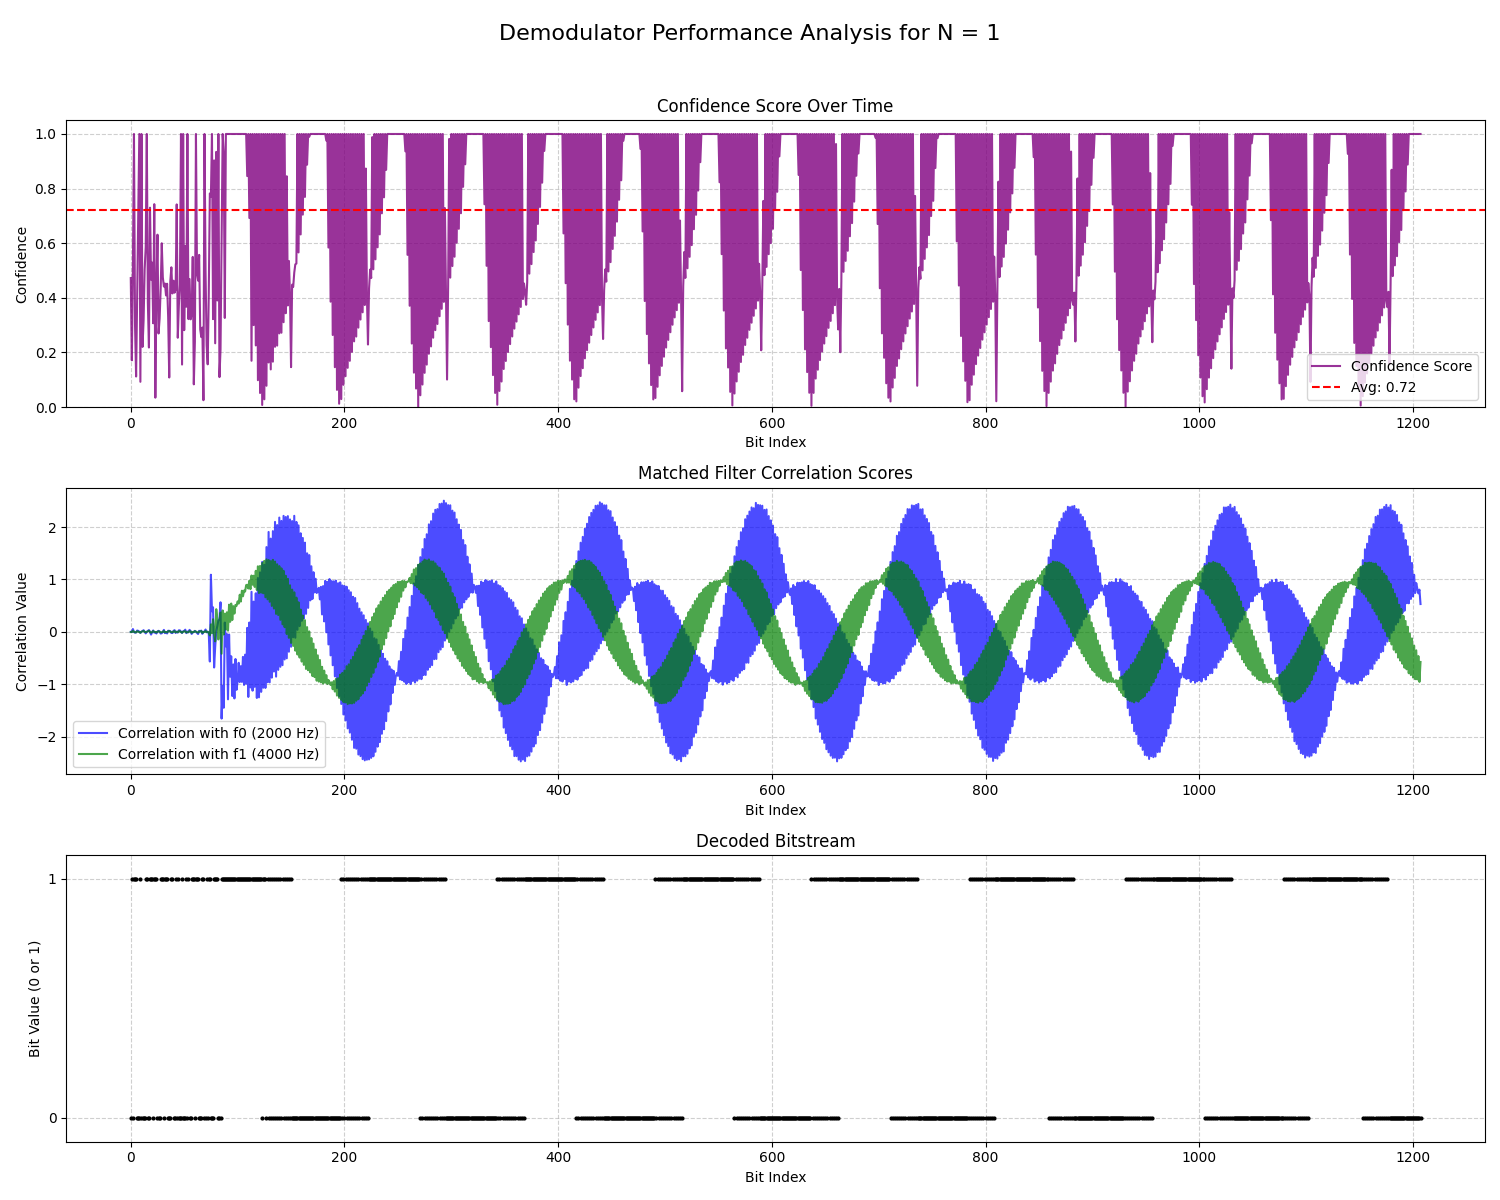 Demodulator Performance Analysis for N = 1
Confidence Score Over Time
1.0
0.8
0.6
0.4
0.2
0.0
Confidence
Confidence Score
Avg: 0.72
0 200 400 600 800 1000 1200
Bit Index
Matched Filter Correlation Scores
2
1
0
−1
−2
Correlation Value
Correlation with f0 (2000 Hz)
Correlation with f1 (4000 Hz)
0 200 400 600 800 1000 1200
Bit Index
Decoded Bitstream
1
0
Bit Value (0 or 1)
0 200 400 600 800 1000 1200
Bit Index